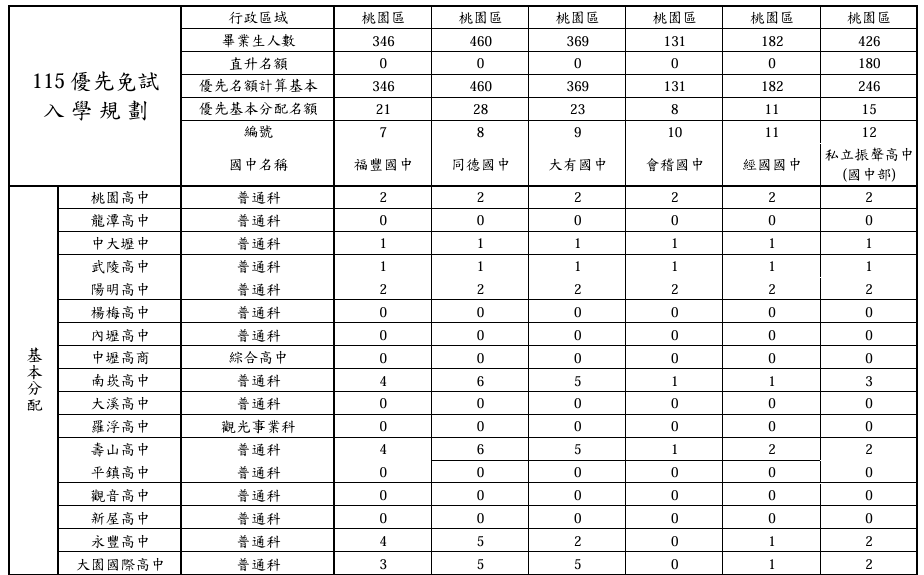 115 優先免試
入學規劃
行政區域 桃園區 桃園區 桃園區 桃園區 桃園區 桃園區
畢業生人數 346 460 369 131 182 426
直升名額 0 0 0 0 0 180
優先名額計算基本 346 460 369 131 182 246
優先基本分配名額 21 28 23 8 11 15
編號 7 8 9 10 11 12
國中名稱 福豐國中 同德國中 大有國中 會稽國中 經國國中 私立振聲高中
(國中部)
基本分配
桃園高中 普通科 2 2 2 2 2 2
龍潭高中 普通科 0 0 0 0 0 0
中大壢中 普通科 1 1 1 1 1 1
武陵高中 普通科 1 1 1 1 1 1
陽明高中 普通科 2 2 2 2 2 2
楊梅高中 普通科 0 0 0 0 0 0
內壢高中 普通科 0 0 0 0 0 0
中壢高商 綜合高中 0 0 0 0 0 0
南崁高中 普通科 4 6 5 1 1 3
大溪高中 普通科 0 0 0 0 0 0
羅浮高中 觀光事業科 0 0 0 0 0 0
壽山高中 普通科 4 6 5 1 2 2
平鎮高中 普通科 0 0 0 0 0 0
觀音高中 普通科 0 0 0 0 0 0
新屋高中 普通科 0 0 0 0 0 0
永豐高中 普通科 4 5 2 0 1 2
大園國際高中 普通科 3 5 5 0 1 2